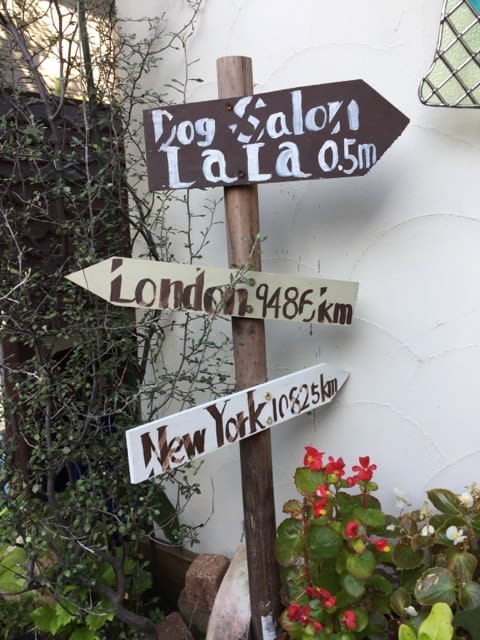 Dog Salon
LaLa 0.5m
London.9486km
New York.10825km